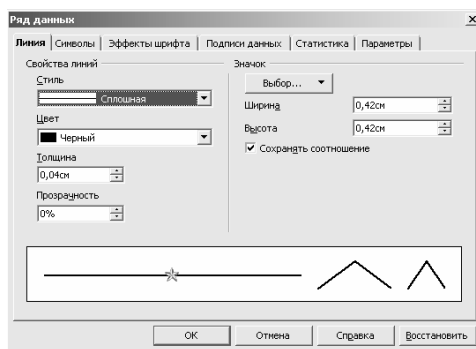 Ряд данных
Линия Символы Эффекты шрифта Подписи данных Статистика Параметры
Свойства линий
Стиль
Сплошная
Цвет
Черный
Толщина
0,04см
Прозрачность
0%
Значок
Выбор...
Ширина 0,42см
Высота 0,42см
Сохранять соотношение
OK Отмена Справка Восстановить